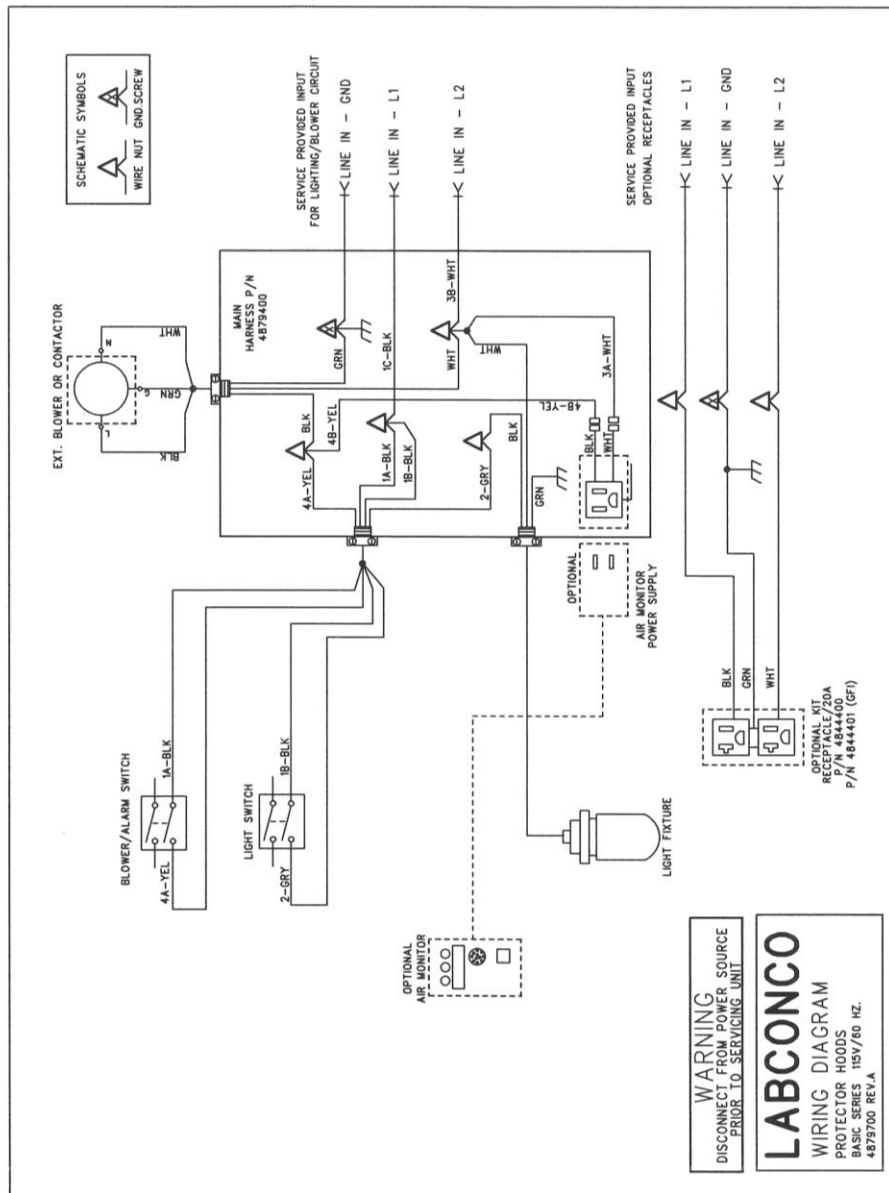 SCHEMATIC SYMBOLS
WIRE NUT GND.SCREW
EXT. BLOWER OR CONTACTOR
L
G
N
BLK
GRN
WHT
SERVICE PROVIDED INPUT
FOR LIGHTING/BLOWER CIRCUIT
LINE IN - GND
LINE IN - L1
LINE IN - L2
MAIN
HARNESS P/N
4879400
GRN
1C-BLK
3B-WHT
WHT
WHT
BLK
4A-YEL
4B-YEL
1A-BLK
1B-BLK
2-GRY
BLK
GRN
4B-YEL
3A-WHT
BLK
WHT
BLOWER/ALARM SWITCH
4A-YEL
1A-BLK
LIGHT SWITCH
2-GRY
1B-BLK
OPTIONAL
AIR MONITOR
POWER SUPPLY
OPTIONAL
AIR MONITOR
LIGHT FIXTURE
SERVICE PROVIDED INPUT
OPTIONAL RECEPTACLES
LINE IN - L1
LINE IN - GND
LINE IN - L2
BLK
GRN
WHT
OPTIONAL KIT
RECEPTACLE/20A
P/N 4844400
P/N 4844401 (GFI)
WARNING
DISCONNECT FROM POWER SOURCE
PRIOR TO SERVICING UNIT
LABCONCO
WIRING DIAGRAM
PROTECTOR HOODS
BASIC SERIES 115V/60 HZ.
4879700 REV.A